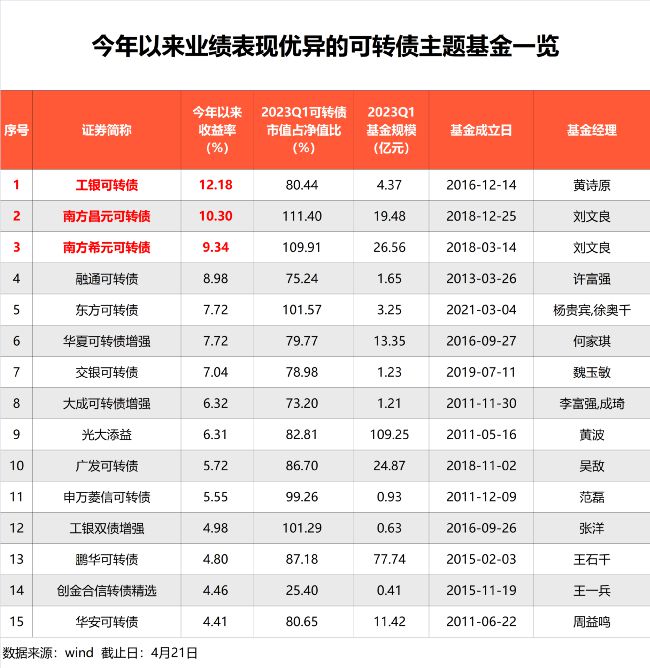 今年以来业绩表现优异的可转债主题基金一览
序号 证券简称 今年以来收益率（%） 2023Q1可转债市值占净值比（%） 2023Q1基金规模（亿元） 基金成立日 基金经理
1 工银可转债 12.18 80.44 4.37 2016-12-14 黄诗原
2 南方昌元可转债 10.30 111.40 19.48 2018-12-25 刘文良
3 南方希元可转债 9.34 109.91 26.56 2018-03-14 刘文良
4 融通可转债 8.98 75.24 1.65 2013-03-26 许富强
5 东方可转债 7.72 101.57 3.25 2021-03-04 杨贵宾,徐奥千
6 华夏可转债增强 7.72 79.77 13.35 2016-09-27 何家琪
7 交银可转债 7.04 78.98 1.23 2019-07-11 魏玉敏
8 大成可转债增强 6.32 73.20 1.21 2011-11-30 李富强,成琦
9 光大添益 6.31 82.81 109.25 2011-05-16 黄波
10 广发可转债 5.72 86.70 24.87 2018-11-02 吴敌
11 申万菱信可转债 5.55 99.26 0.93 2011-12-09 范磊
12 工银双债增强 4.98 101.29 0.63 2016-09-26 张洋
13 鹏华可转债 4.80 87.18 77.74 2015-02-03 王石千
14 创金合信转债精选 4.46 25.40 0.41 2015-11-19 王一兵
15 华安可转债 4.41 80.65 11.42 2011-06-22 周益鸣
数据来源：wind 截止日：4月21日